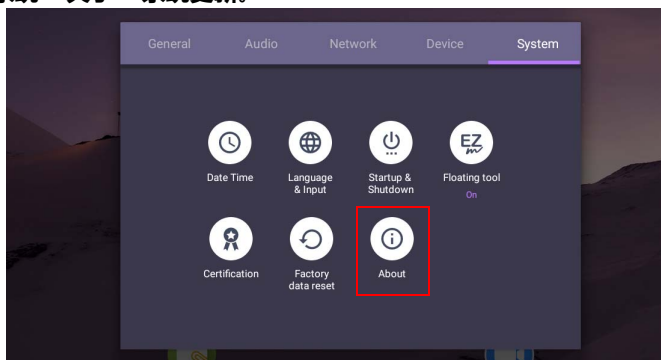 General Audio Network Device System
Date Time
Language
& Input
Startup &
Shutdown
Floating tool
On
Certification
Factory
data reset
About